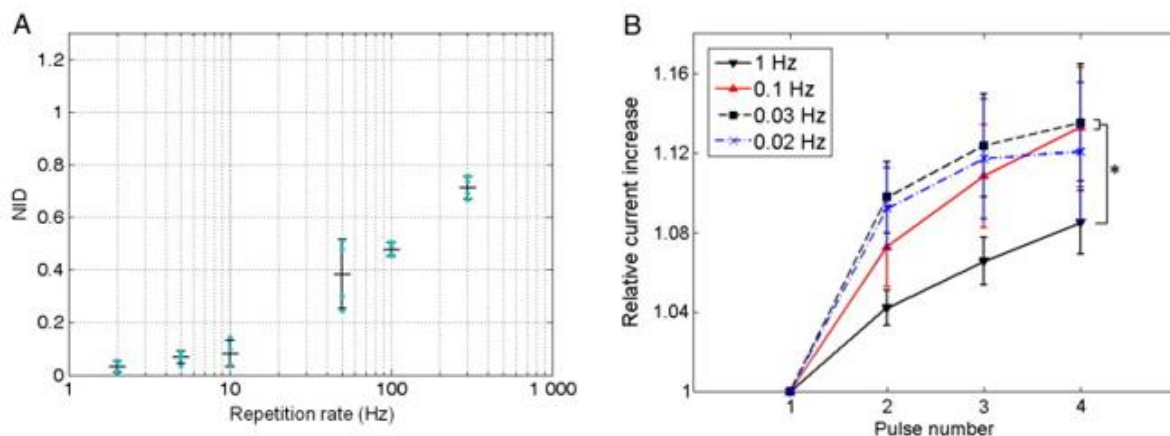 A
NID
1.2
1
0.8
0.6
0.4
0.2
0
1
10
100
1 000
Repetition rate (Hz)
B
Relative current increase
1.16
1.12
1.08
1.04
1
1 Hz
0.1 Hz
0.03 Hz
0.02 Hz
*
1
2
3
4
Pulse number